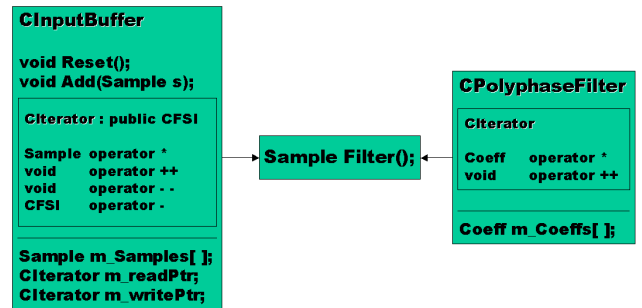 CInputBuffer
void Reset();
void Add(Sample s);
CIterator : public CFSI
Sample operator *
void operator ++
void operator - -
CFSI operator -
Sample m_Samples[ ];
CIterator m_readPtr;
CIterator m_writePtr;
Sample Filter();
CPolyphaseFilter
CIterator
Coeff operator *
void operator ++
Coeff m_Coeffs[ ];